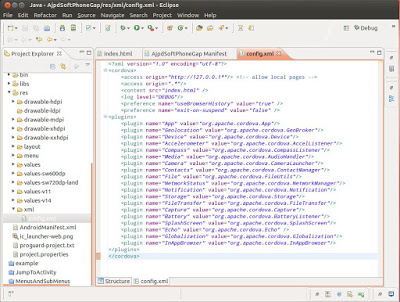 Java - AjpdSoftPhoneGap/res/xml/config.xml - Eclipse
File Edit Refactor Run Source Navigate Search Project Window Help
Debug
Project Explorer
bin
libs
res
drawable-hdpi
drawable-ldpi
drawable-mdpi
drawable-xhdpi
drawable-xxhdpi
layout
menu
values
values-sw600dp
values-sw720dp-land
values-v11
values-v14
xml
config.xml
AndroidManifest.xml
ic_launcher-web.png
proguard-project.txt
project.properties
example
JumpToActivity
MenusAndSubMenus
index.html
AjpdSoftPhoneGap Manifest
config.xml
<?xml version="1.0" encoding="utf-8"?>
<cordova>
<access origin="http://127.0.0.1*"/> <!-- allow local pages -->
<access origin=".*"/>
<content src="index.html" />
<log level="DEBUG"/>
<preference name="useBrowserHistory" value="true" />
<preference name="exit-on-suspend" value="false" />
<plugins>
<plugin name="App" value="org.apache.cordova.App"/>
<plugin name="Geolocation" value="org.apache.cordova.GeoBroker"/>
<plugin name="Device" value="org.apache.cordova.Device"/>
<plugin name="Accelerometer" value="org.apache.cordova.AccelListener"/>
<plugin name="Compass" value="org.apache.cordova.CompassListener"/>
<plugin name="Media" value="org.apache.cordova.AudioHandler"/>
<plugin name="Camera" value="org.apache.cordova.CameraLauncher"/>
<plugin name="Contacts" value="org.apache.cordova.ContactManager"/>
<plugin name="File" value="org.apache.cordova.FileUtils"/>
<plugin name="NetworkStatus" value="org.apache.cordova.NetworkManager"/>
<plugin name="Notification" value="org.apache.cordova.Notification"/>
<plugin name="Storage" value="org.apache.cordova.Storage"/>
<plugin name="FileTransfer" value="org.apache.cordova.FileTransfer"/>
<plugin name="Capture" value="org.apache.cordova.Capture"/>
<plugin name="Battery" value="org.apache.cordova.BatteryListener"/>
<plugin name="SplashScreen" value="org.apache.cordova.SplashScreen"/>
<plugin name="Echo" value="org.apache.cordova.Echo" />
<plugin name="Globalization" value="org.apache.cordova.Globalization"/>
<plugin name="InAppBrowser" value="org.apache.cordova.InAppBrowser"/>
</plugins>
</cordova>
Structure
config.xml